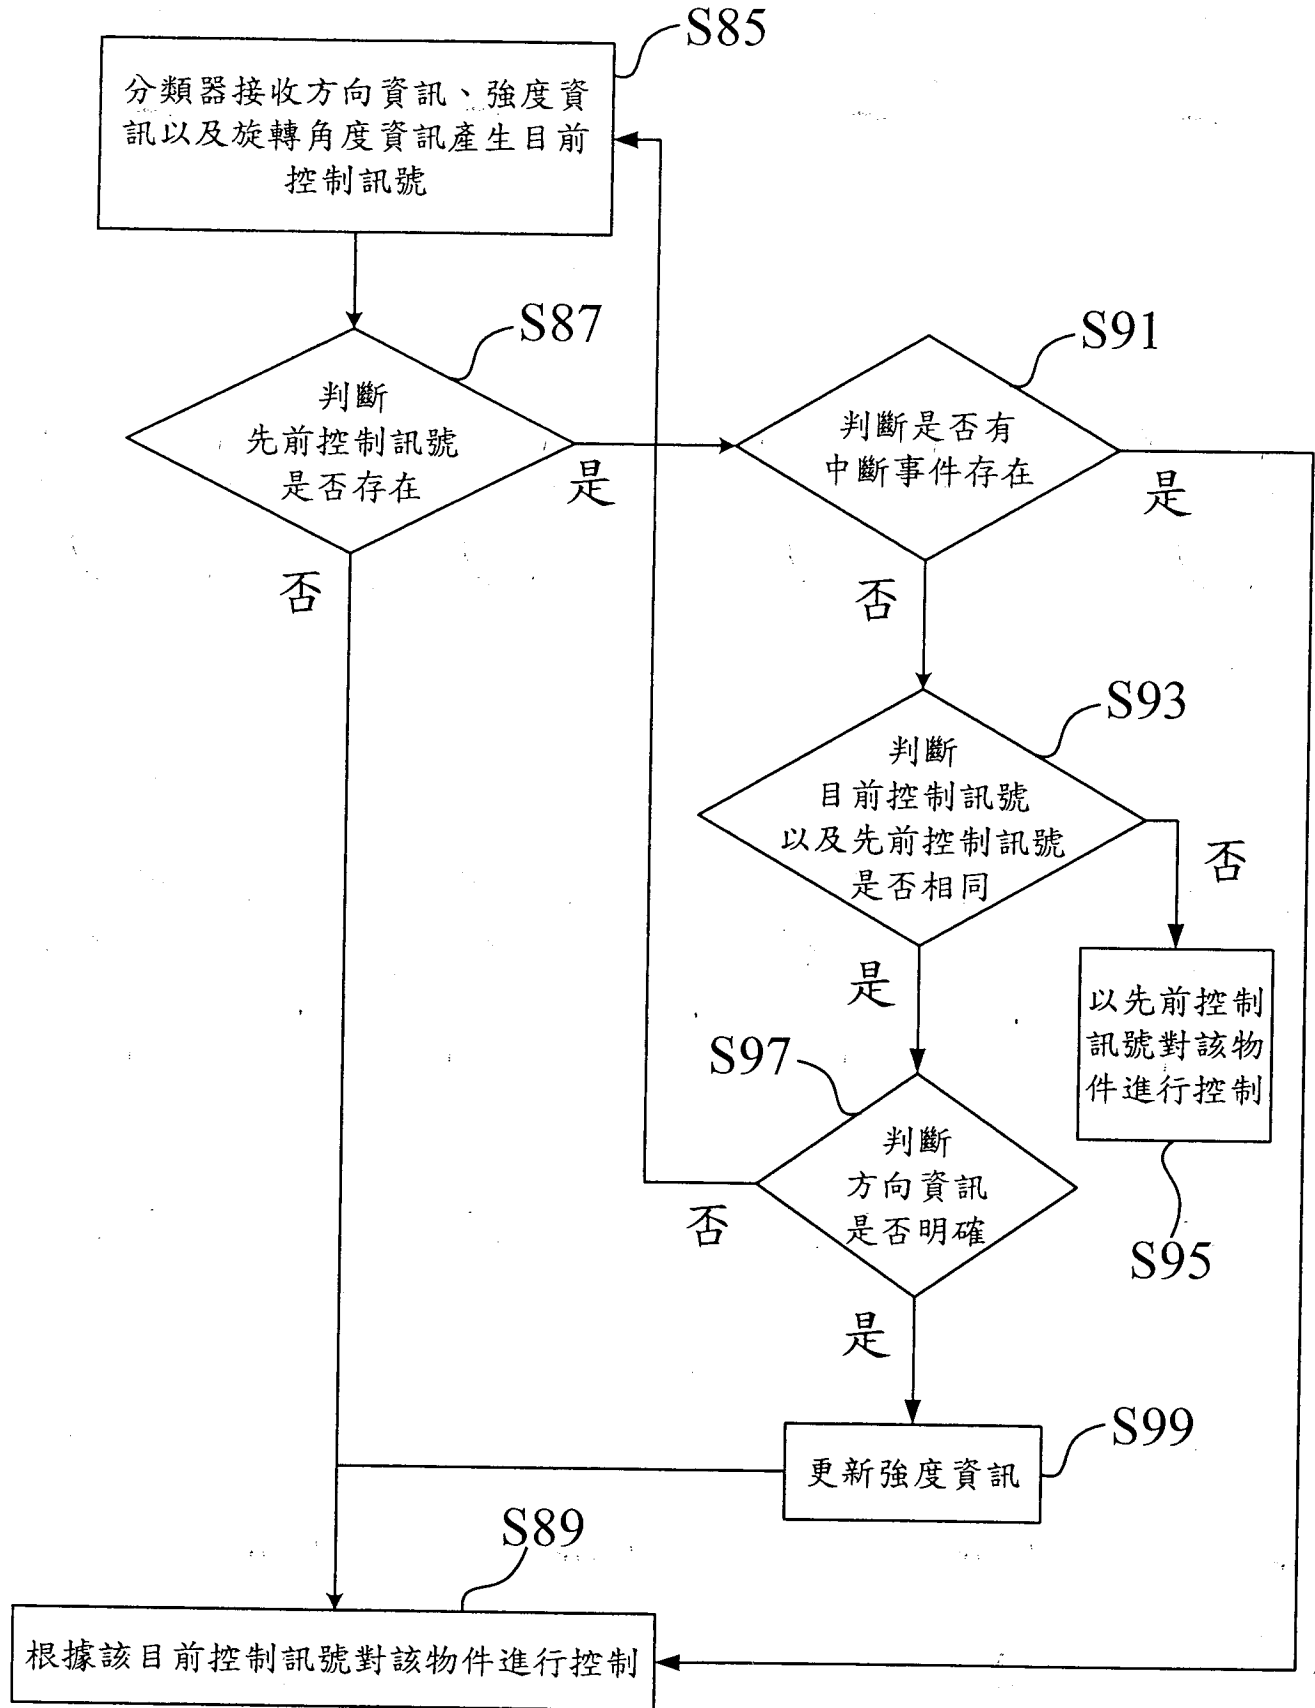 S85
分類器接收方向資訊、強度資
訊以及旋轉角度資訊產生目前
控制訊號
S87
判斷
先前控制訊號
是否存在
是
否
S91
判斷是否有
中斷事件存在
是
否
S93
判斷
目前控制訊號
以及先前控制訊號
是否相同
否
是
以先前控制
訊號對該物
件進行控制
S95
S97
判斷
方向資訊
是否明確
否
是
S99
更新強度資訊
S89
根據該目前控制訊號對該物件進行控制